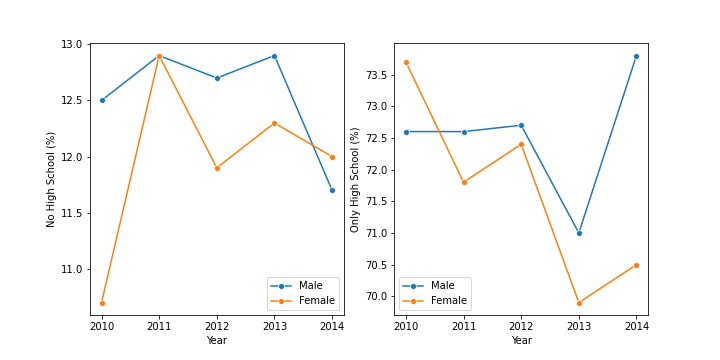 No High School (%)
13.0
12.5
12.0
11.5
11.0
2010 2011 2012 2013 2014
Year
Male
Female
Only High School (%)
73.5
73.0
72.5
72.0
71.5
71.0
70.5
70.0
2010 2011 2012 2013 2014
Year
Male
Female